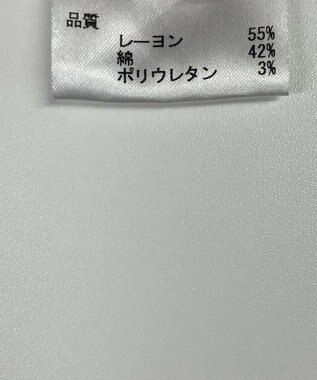 品質
レーヨン 55%
綿 42%
ポリウレタン 3%